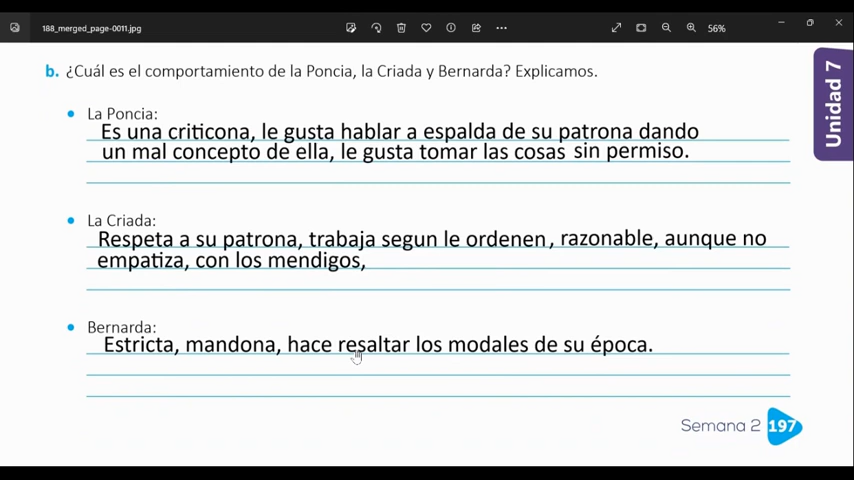 188_merged_page-0011.jpg
56%
b. ¿Cuál es el comportamiento de la Poncia, la Criada y Bernarda? Explicamos.
Unidad 7
• La Poncia:
Es una criticona, le gusta hablar a espalda de su patrona dando
un mal concepto de ella, le gusta tomar las cosas sin permiso.
• La Criada:
Respeta a su patrona, trabaja segun le ordenen, razonable, aunque no
empatiza, con los mendigos,
• Bernarda:
Estricta, mandona, hace resaltar los modales de su época.
Semana 2 197